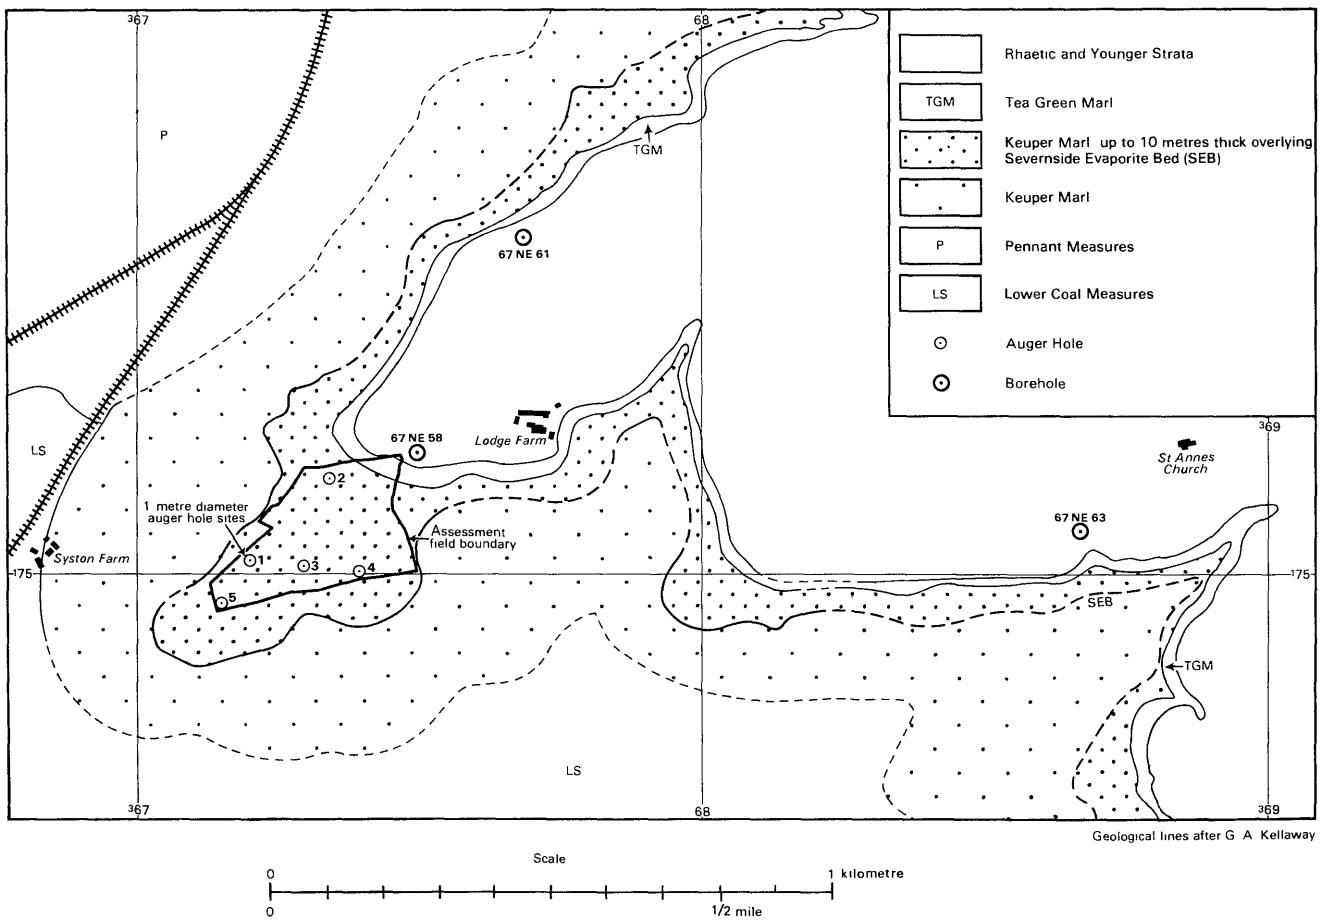 367
68
P
TGM
67 NE 61
Rhaetic and Younger Strata
TGM
Tea Green Marl
Keuper Marl up to 10 metres thick overlying
Severnside Evaporite Bed (SEB)
Keuper Marl
P
Pennant Measures
LS
Lower Coal Measures
Auger Hole
Borehole
LS
67 NE 58
Lodge Farm
369
St Annes
Church
2
1 metre diameter
auger hole sites
Assessment
field boundary
67 NE 63
Syston Farm
1
3
4
175
175
5
SEB
TGM
LS
367
68
369
Geological lines after G A Kellaway
Scale
0
1 kilometre
0
1/2 mile